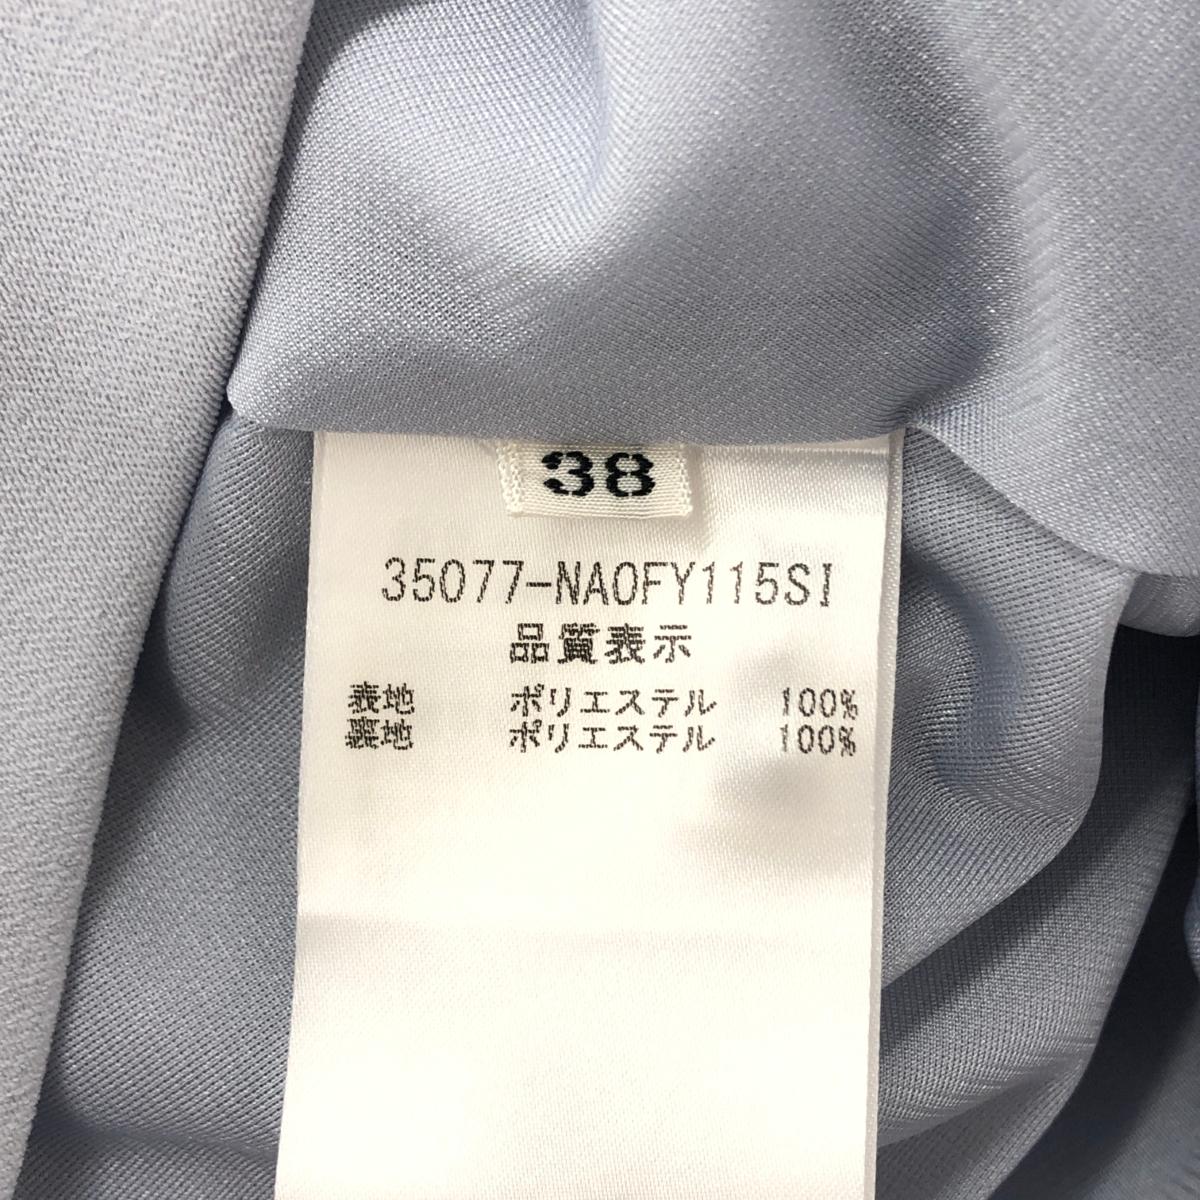 38
35077-NA0FY115SI
品質表示
表地 ポリエステル 100%
裏地 ポリエステル 100%